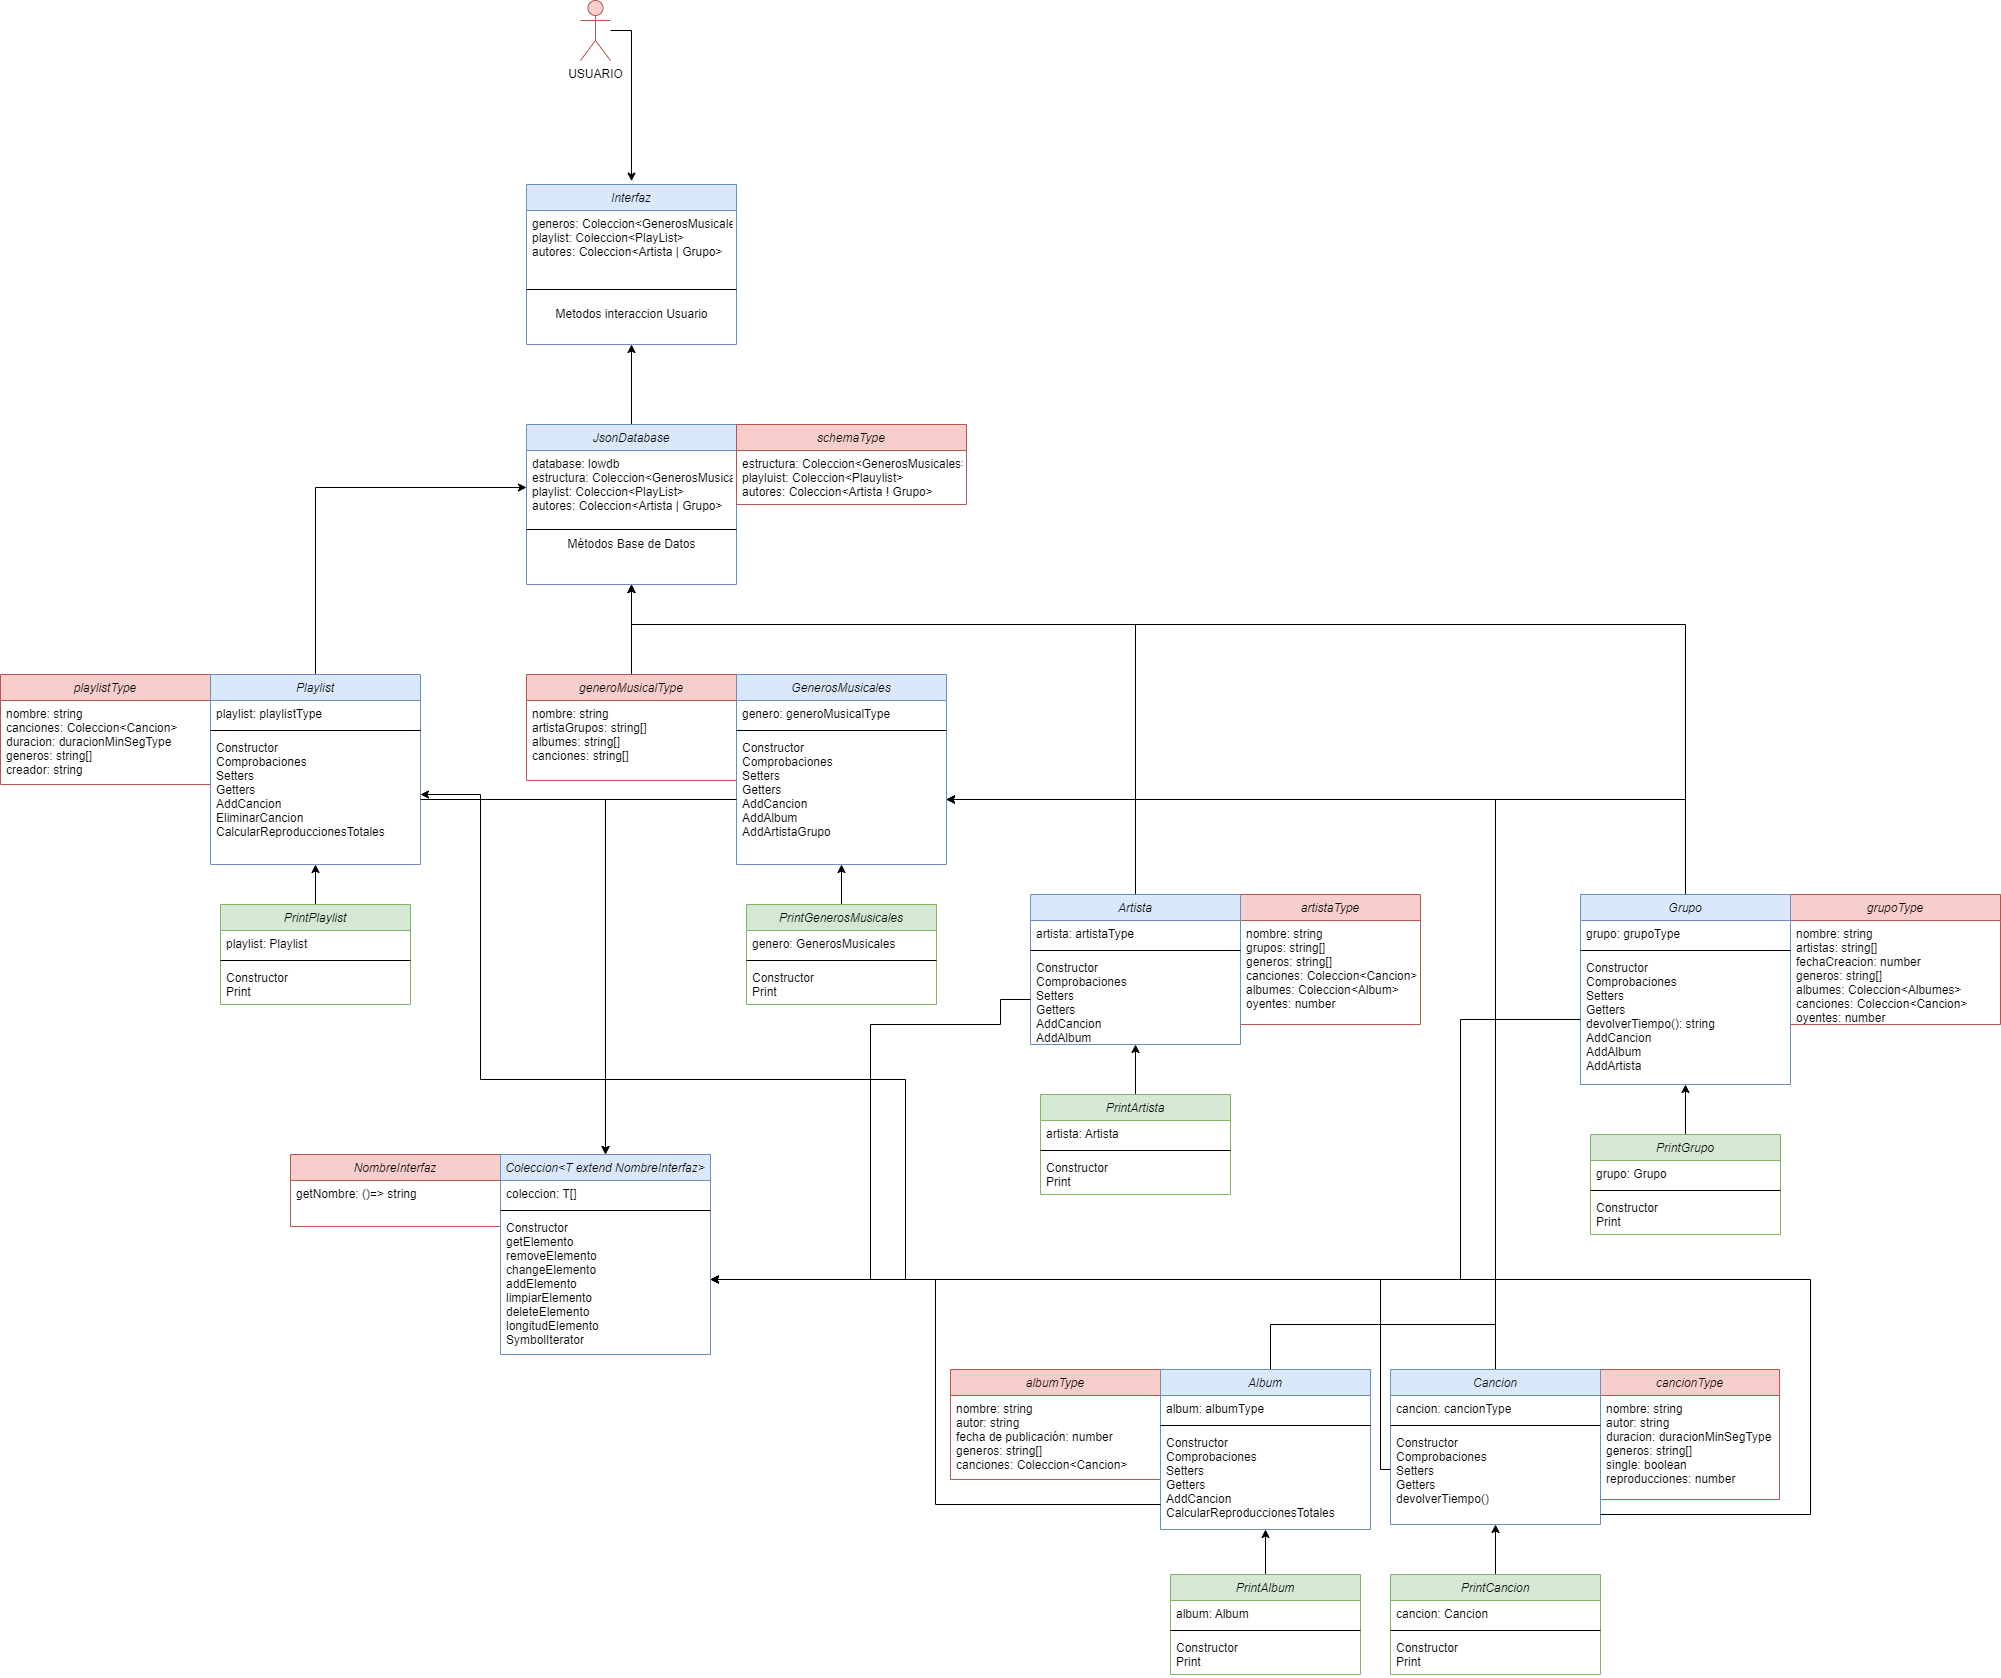 USUARIO
Interfaz
generos: Coleccion<GenerosMusicale
playlist: Coleccion<PlayList>
autores: Coleccion<Artista | Grupo>
Metodos interaccion Usuario
JsonDatabase
database: lowdb
estructura: Coleccion<GenerosMusica
playlist: Coleccion<PlayList>
autores: Coleccion<Artista | Grupo>
Métodos Base de Datos
schemaType
estructura: Coleccion<GenerosMusicales
playluist: Coleccion<Plauylist>
autores: Coleccion<Artista ! Grupo>
playlistType
nombre: string
canciones: Coleccion<Cancion>
duracion: duracionMinSegType
generos: string[]
creador: string
Playlist
playlist: playlistType
Constructor
Comprobaciones
Setters
Getters
AddCancion
EliminarCancion
CalcularReproduccionesTotales
generoMusicalType
nombre: string
artistaGrupos: string[]
albumes: string[]
canciones: string[]
GenerosMusicales
genero: generoMusicalType
Constructor
Comprobaciones
Setters
Getters
AddCancion
AddAlbum
AddArtistaGrupo
PrintPlaylist
playlist: Playlist
Constructor
Print
PrintGenerosMusicales
genero: GenerosMusicales
Constructor
Print
Artista
artista: artistaType
Constructor
Comprobaciones
Setters
Getters
AddCancion
AddAlbum
artistaType
nombre: string
grupos: string[]
generos: string[]
canciones: Coleccion<Cancion>
albumes: Coleccion<Album>
oyentes: number
Grupo
grupo: grupoType
Constructor
Comprobaciones
Setters
Getters
devolverTiempo(): string
AddCancion
AddAlbum
AddArtista
grupoType
nombre: string
artistas: string[]
fechaCreacion: number
generos: string[]
albumes: Coleccion<Albumes>
canciones: Coleccion<Cancion>
oyentes: number
PrintArtista
artista: Artista
Constructor
Print
PrintGrupo
grupo: Grupo
Constructor
Print
NombreInterfaz
getNombre: ()=> string
Coleccion<T extend NombreInterfaz>
coleccion: T[]
Constructor
getElemento
removeElemento
changeElemento
addElemento
limpiarElemento
deleteElemento
longitudElemento
SymbolIterator
albumType
nombre: string
autor: string
fecha de publicación: number
generos: string[]
canciones: Coleccion<Cancion>
Album
album: albumType
Constructor
Comprobaciones
Setters
Getters
AddCancion
CalcularReproduccionesTotales
Cancion
cancion: cancionType
Constructor
Comprobaciones
Setters
Getters
devolverTiempo()
cancionType
nombre: string
autor: string
duracion: duracionMinSegType
generos: string[]
single: boolean
reproducciones: number
PrintAlbum
album: Album
Constructor
Print
PrintCancion
cancion: Cancion
Constructor
Print